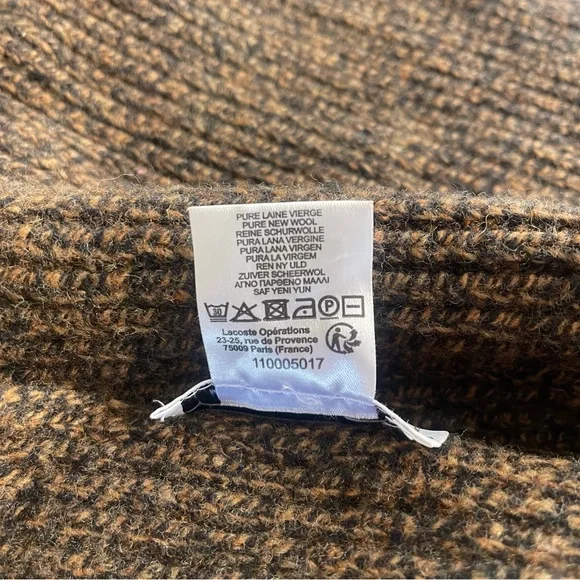 PURE LAINE VIERGE
PURE NEW WOOL
REINE SCHURWOLLE
PURA LANA VERGINE
PURA LANA VIRGEN
PURA LA VIRGEM
REN NY ULD
ZUIVER SCHEERWOL
ΑΓΝΟ ΠΑΡΘΕΝΟ ΜΑΛΛΙ
SAF YENI YUN
30 P
Lacoste Opérations
23-25, rue de Provence
75009 Paris (France)
110005017